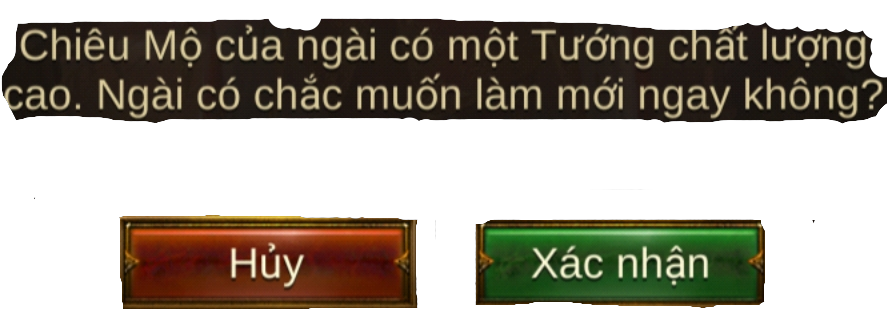 Chiêu Mộ của ngài có một Tướng chất lượng
cao. Ngài có chắc muốn làm mới ngay không?
Hủy
Xác nhận